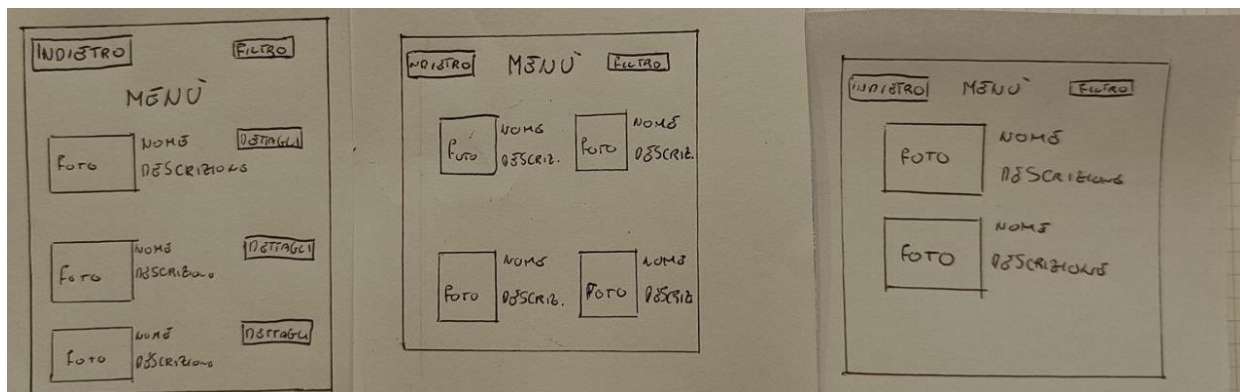 INDIETRO FILTRO
MENÙ
FOTO NOME DETTAGLI
DESCRIZIONE
FOTO NOME DETTAGLI
DESCRIZIONE
FOTO NOME DETTAGLI
DESCRIZIONE
INDIETRO MENÙ FILTRO
FOTO NOME FOTO NOME
DESCRIZ. DESCRIZ.
FOTO NOME FOTO NOME
DESCRIZ. DESCRIZ
INDIETRO MENÙ FILTRO
FOTO NOME
DESCRIZIONE
FOTO NOME
DESCRIZIONE